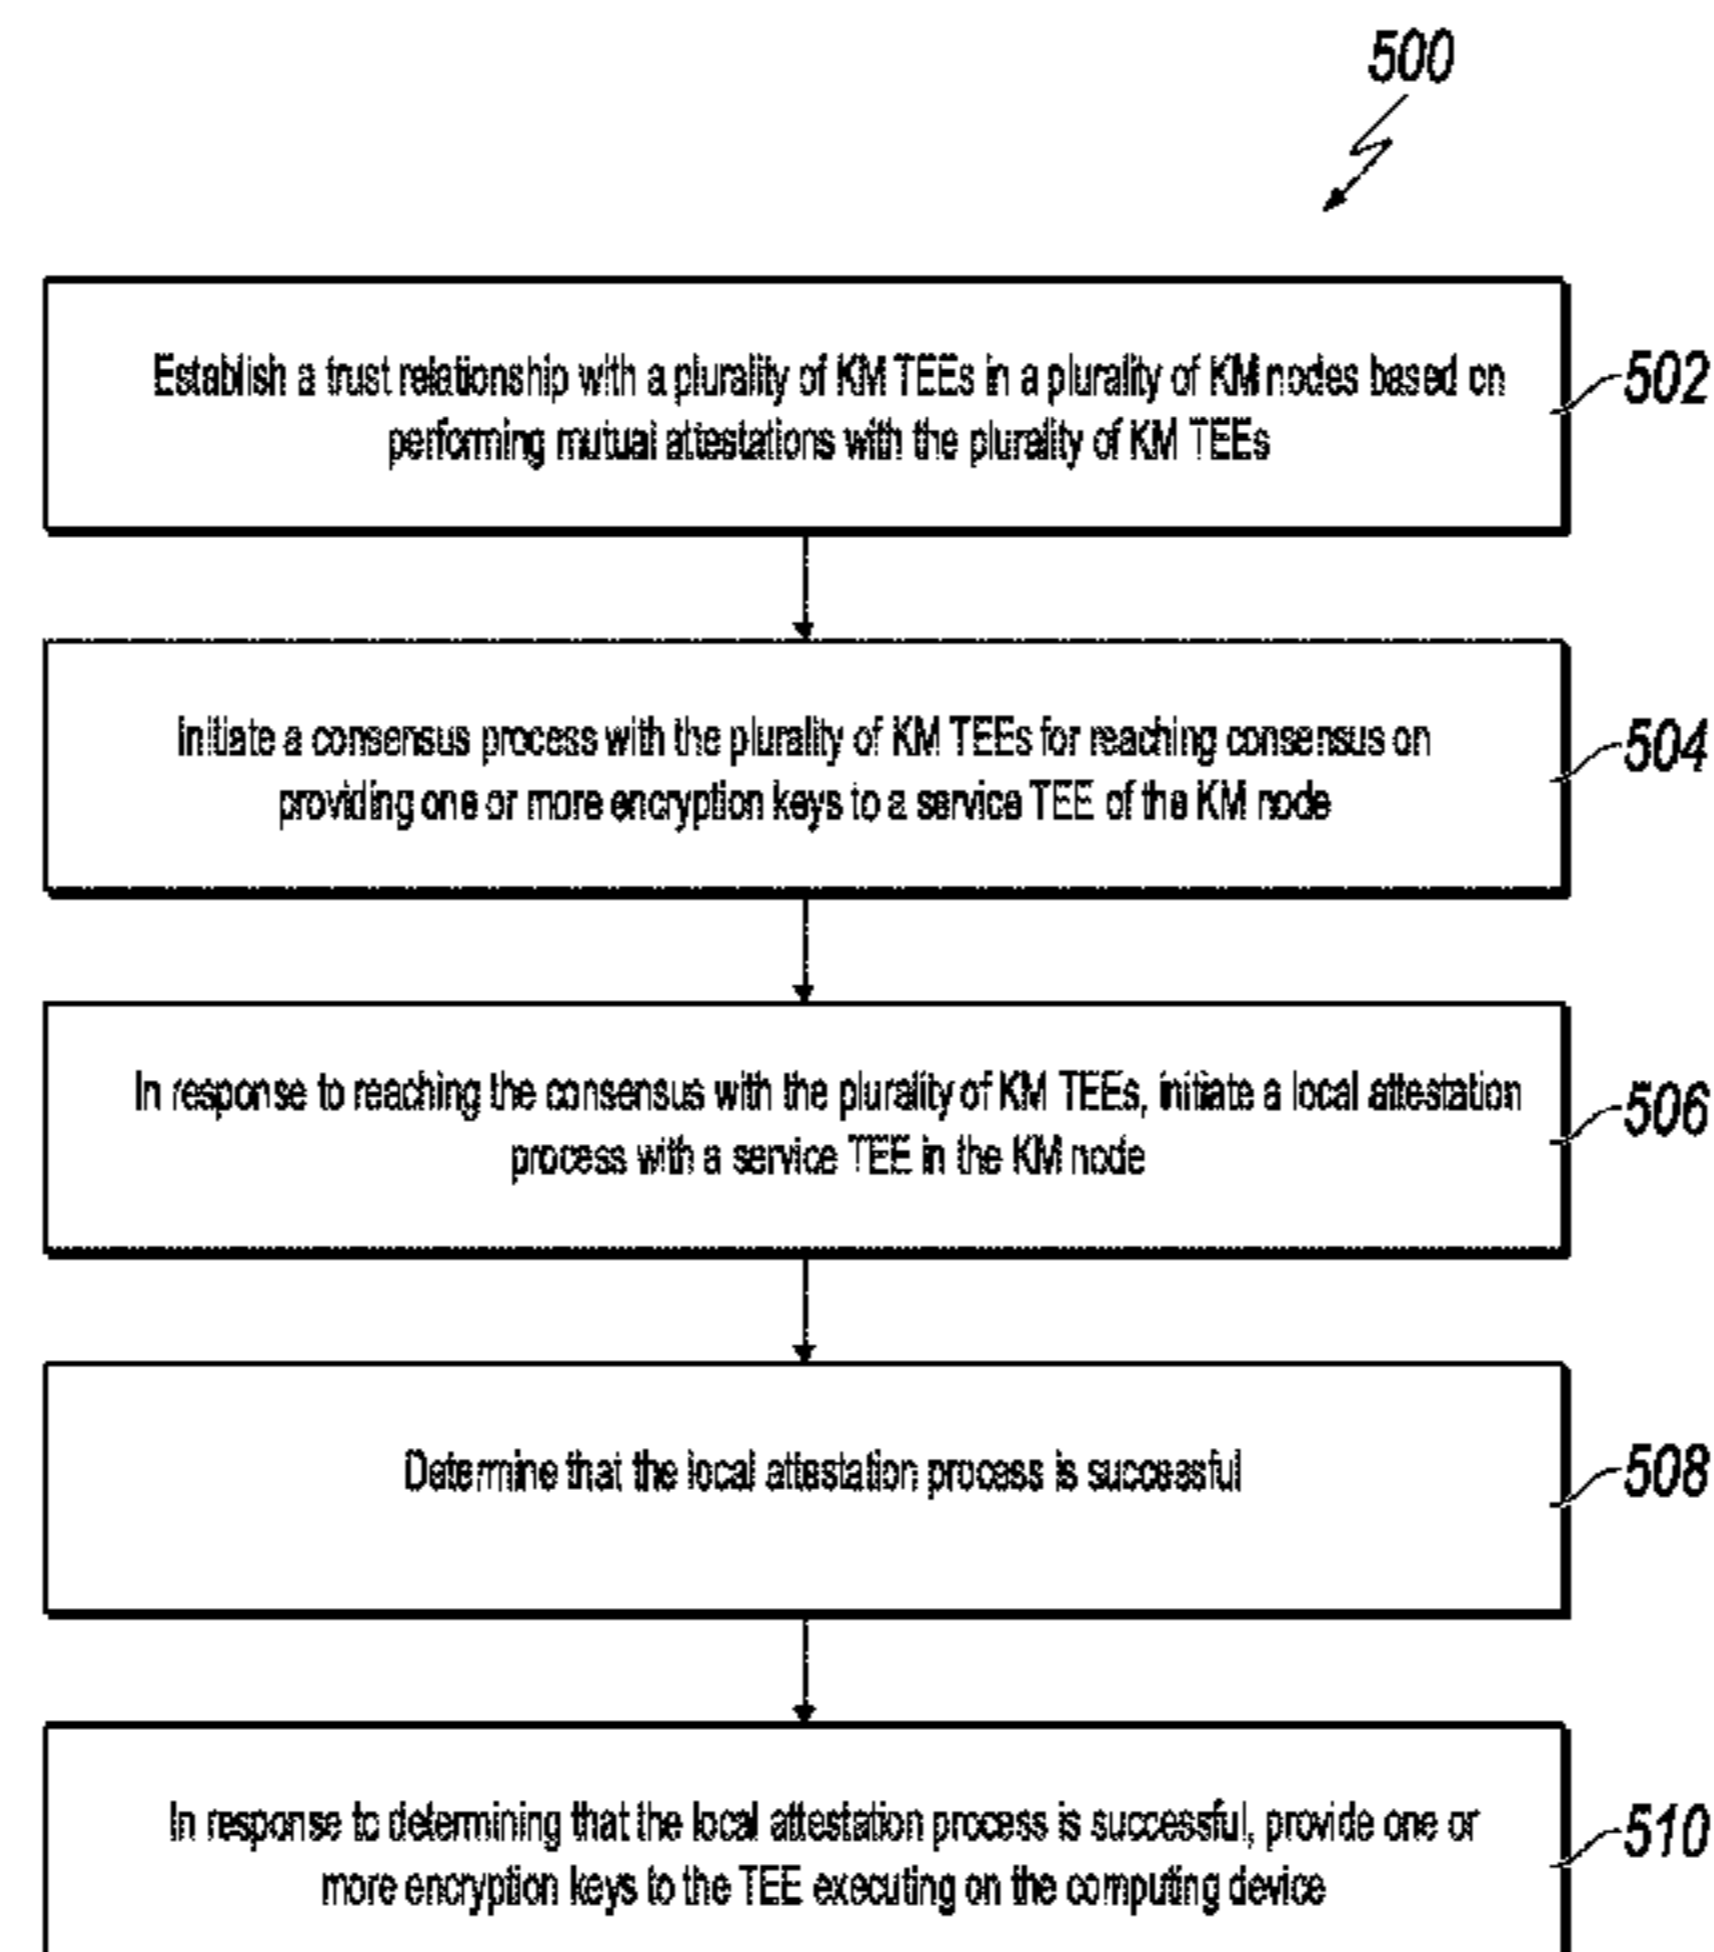 500
Establish a trust relationship with a plurality of KM TEEs in a plurality of KM nodes based on
performing mutual attestations with the plurality of KM TEEs
502
Initiate a consensus process with the plurality of KM TEEs for reaching consensus on
providing one or more encryption keys to a service TEE of the KM node
504
In response to reaching the consensus with the plurality of KM TEEs, initiate a local attestation
process with a service TEE in the KM node
506
Determine that the local attestation process is successful
508
In response to determining that the local attestation process is successful, provide one or
more encryption keys to the TEE executing on the computing device
510